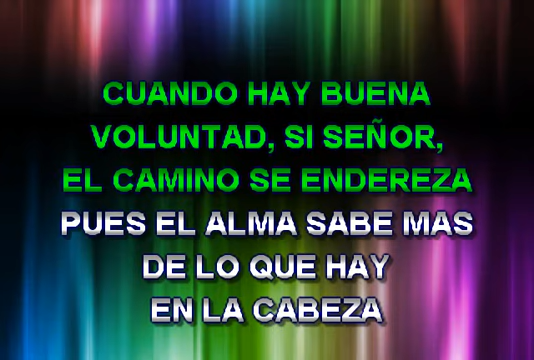 CUANDO HAY BUENA
VOLUNTAD, SI SEÑOR,
EL CAMINO SE ENDEREZA
PUES EL ALMA SABE MAS
DE LO QUE HAY
EN LA CABEZA